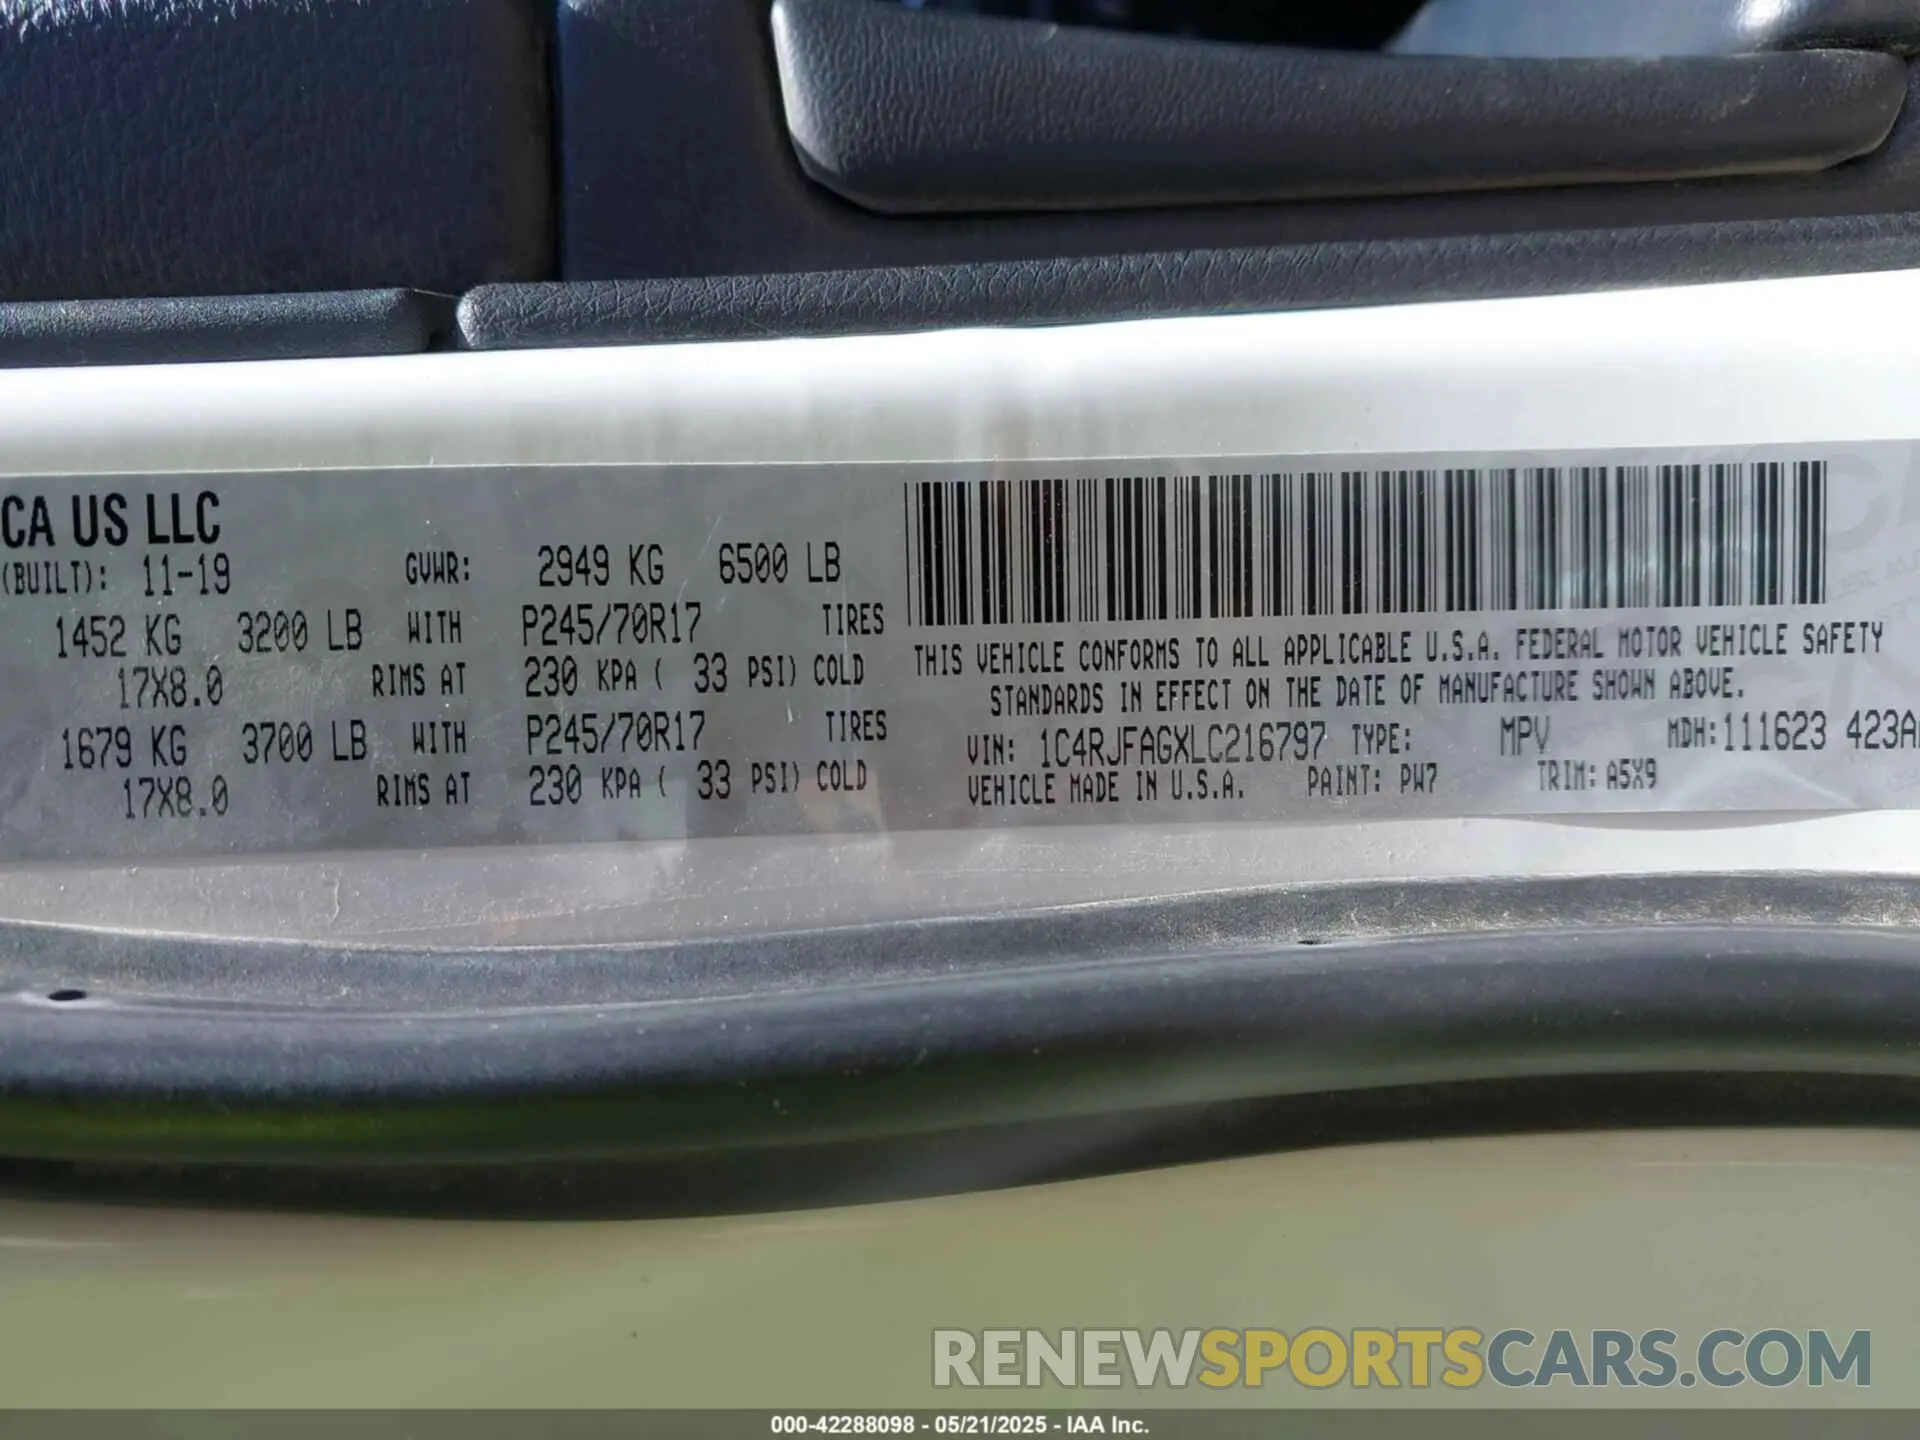 CA US LLC
(BUILT): 11-19 GVWR: 2949 KG 6500 LB
1452 KG 3200 LB WITH P245/70R17 TIRES
17X8.0 RIMS AT 230 KPA ( 33 PSI) COLD
1679 KG 3700 LB WITH P245/70R17 TIRES
17X8.0 RIMS AT 230 KPA ( 33 PSI) COLD
THIS VEHICLE CONFORMS TO ALL APPLICABLE U.S.A. FEDERAL MOTOR VEHICLE SAFETY
STANDARDS IN EFFECT ON THE DATE OF MANUFACTURE SHOWN ABOVE.
VIN: 1C4RJFAGXLC216797 TYPE: MPV MDH: 111623 423A
VEHICLE MADE IN U.S.A. PAINT: PW7 TRIM: A5X9
RENEWSPORTSCARS.COM
000-42288098 - 05/21/2025 - IAA Inc.